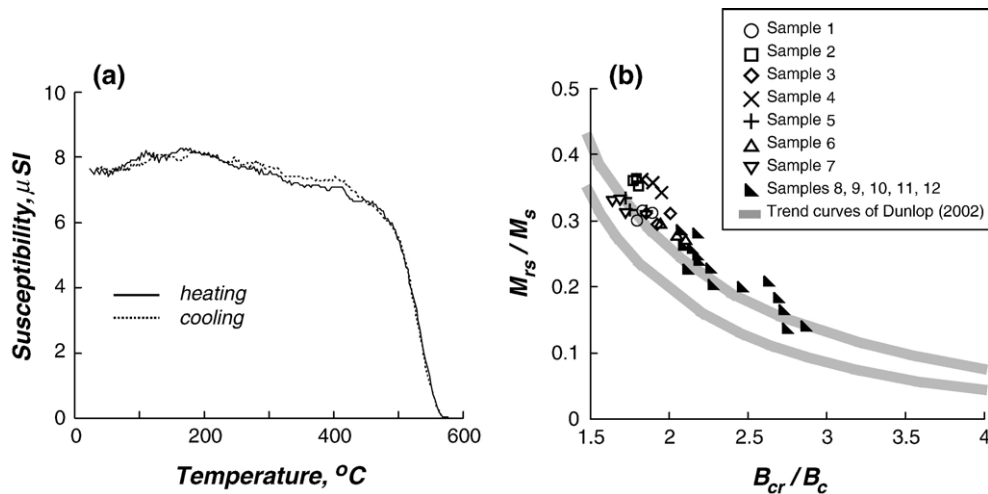 (a)
10
8
6
4
2
0
0
200
400
600
Susceptibility, μSI
Temperature, °C
heating
cooling
(b)
0.5
0.4
0.3
0.2
0.1
0
1.5
2
2.5
3
3.5
4
Mrs / Ms
Bcr / Bc
Sample 1
Sample 2
Sample 3
Sample 4
Sample 5
Sample 6
Sample 7
Samples 8, 9, 10, 11, 12
Trend curves of Dunlop (2002)